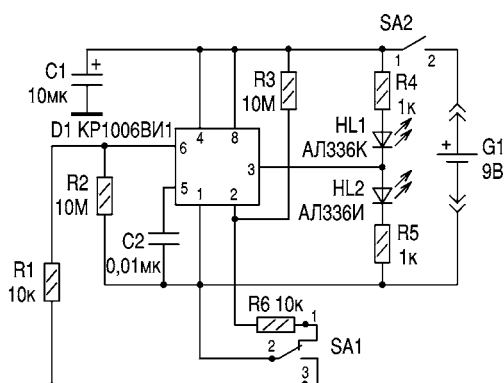 SA2
C1 +
10мк
1 2
R4
1к
R3
10М
D1 КР1006ВИ1
4 8
HL1
АЛ336К
G1
+
9В
6
3
R2
10М
5
1 2
HL2
АЛ336И
C2
0,01мк
R5
1к
R1
10к
R6 10к
1
2
SA1
3